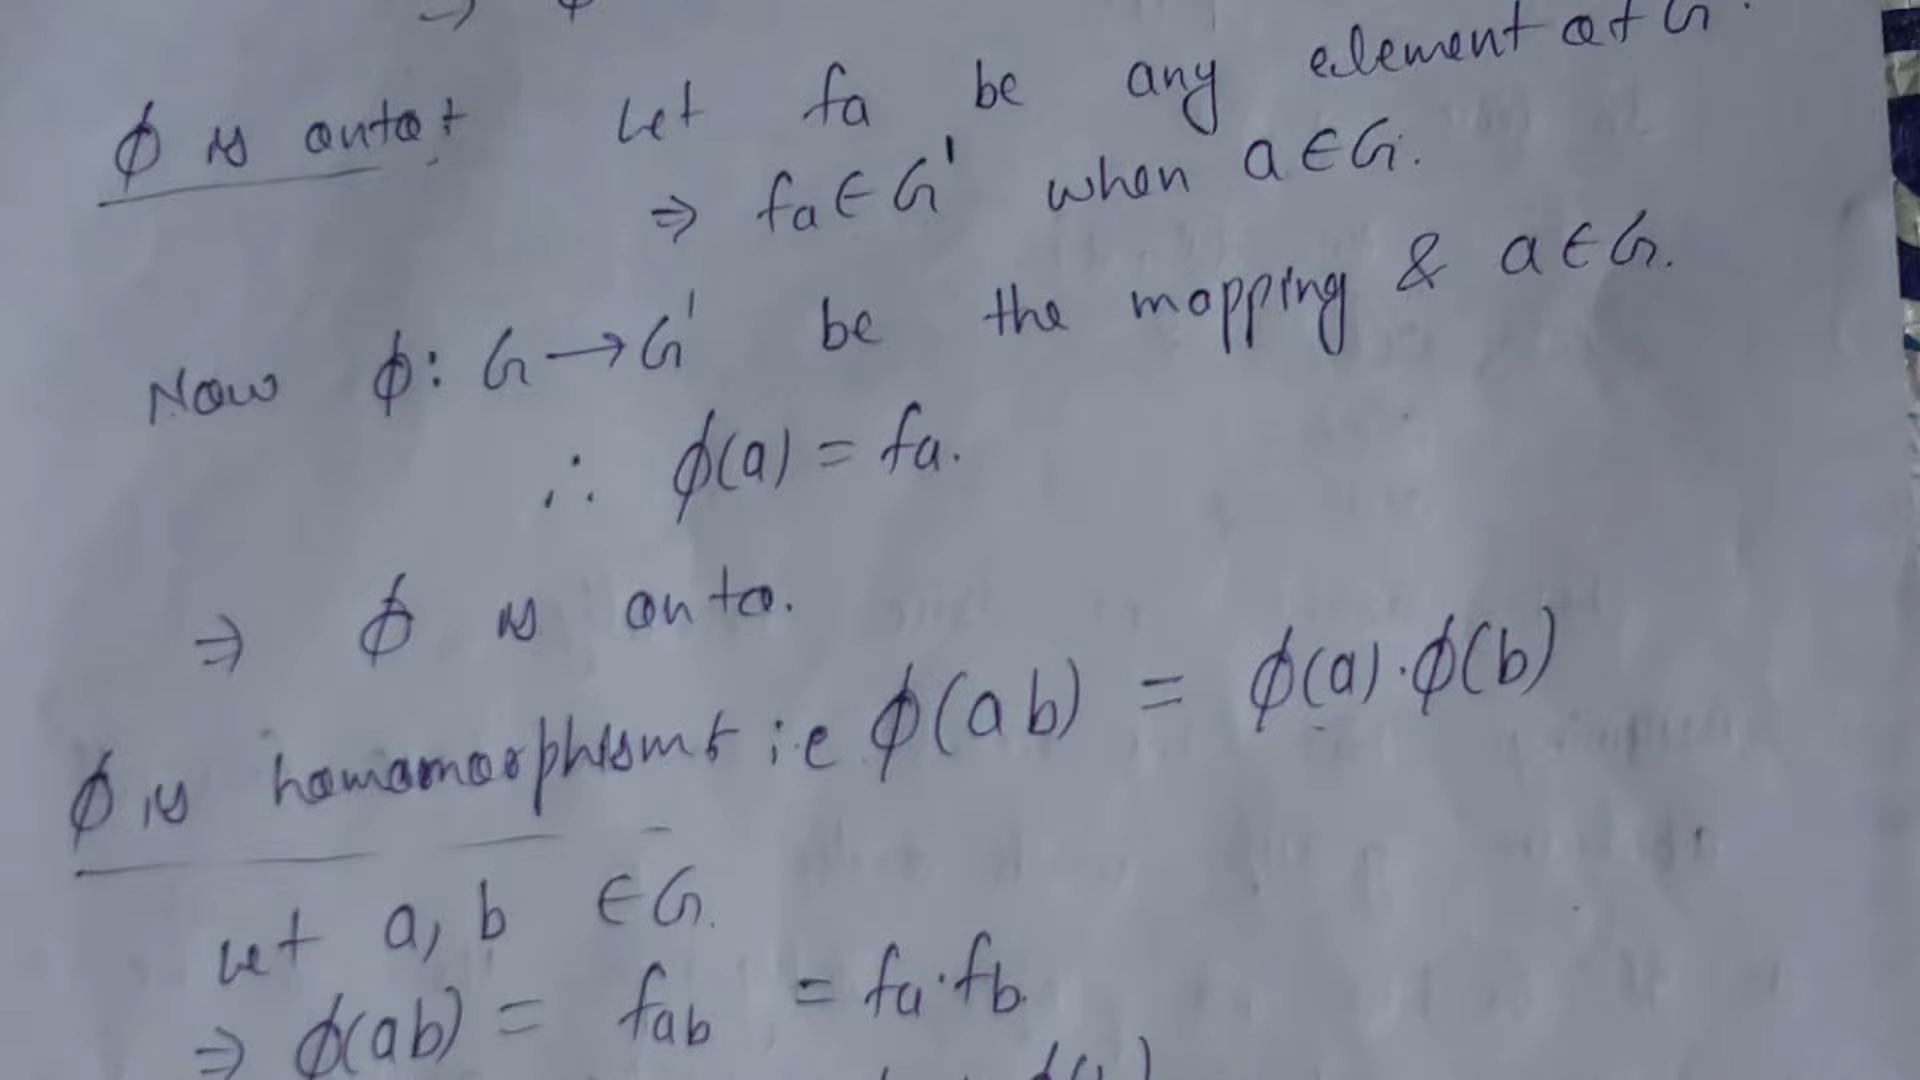 ϕ is onto: Let fa be any element of G'
⇒ fa ∈ G' when a ∈ G.
Now ϕ: G → G' be the mapping & a ∈ G.
∴ ϕ(a) = fa.
⇒ ϕ is onto.
ϕ is homomorphism: i.e ϕ(ab) = ϕ(a).ϕ(b)
Let a, b ∈ G.
⇒ ϕ(ab) = fab = fa.fb